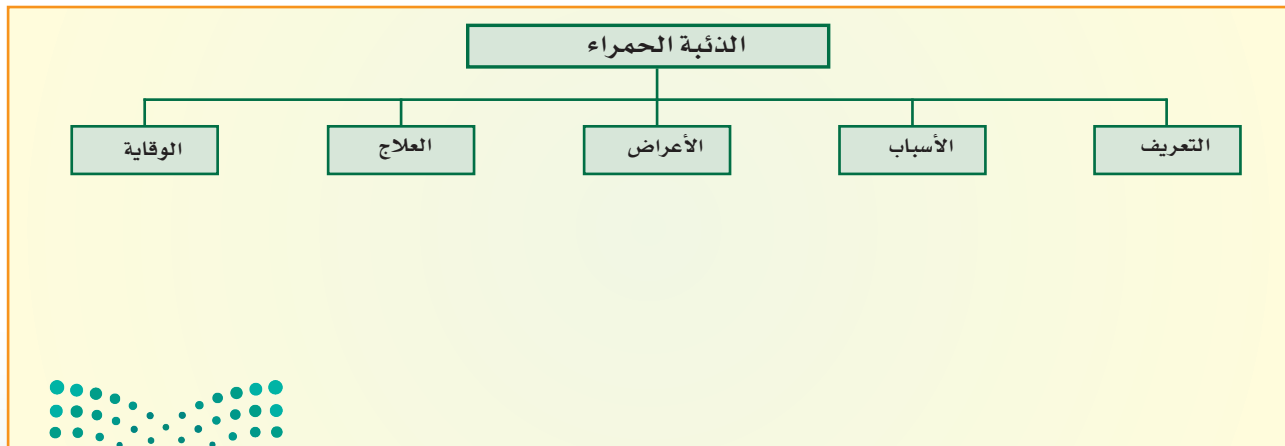 الذئبة الحمراء
التعريف
الأسباب
الأعراض
العلاج
الوقاية